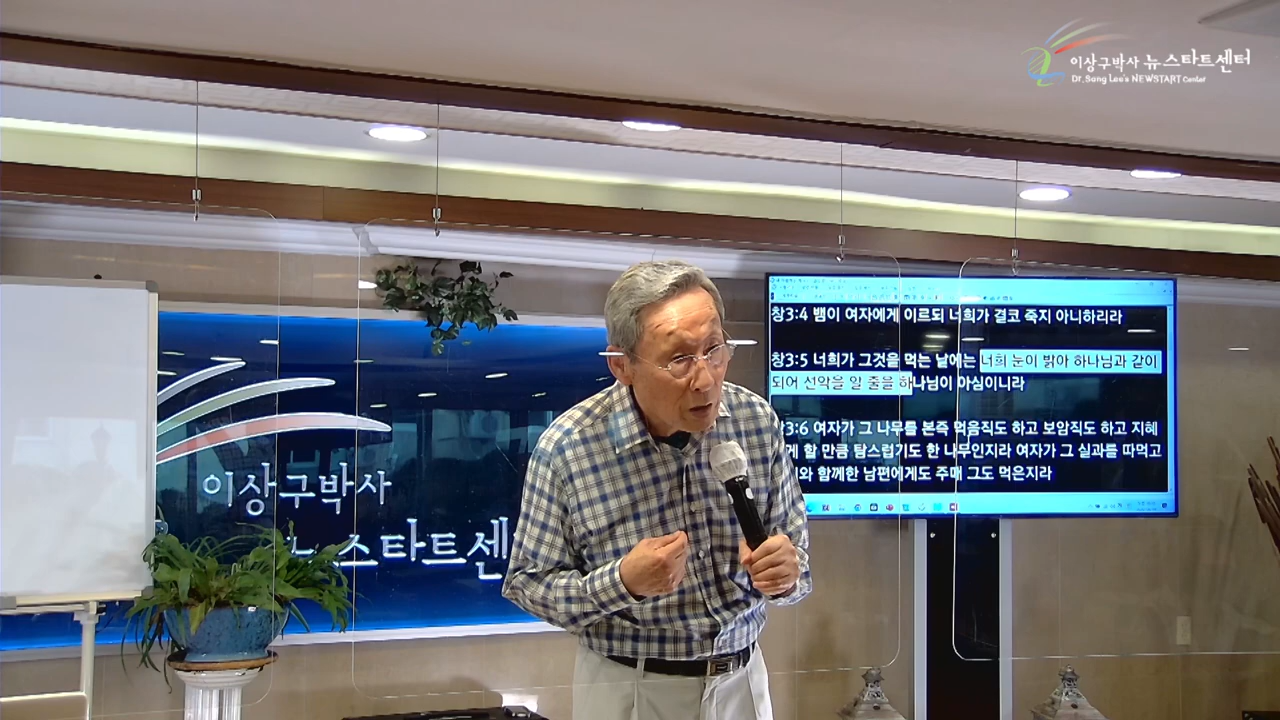 이상구박사 뉴스타트센터
Dr. Sang Lee's NEWSTART Center
창3:4 뱀이 여자에게 이르되 너희가 결코 죽지 아니하리라
창3:5 너희가 그것을 먹는 날에는 너희 눈이 밝아 하나님과 같이
되어 선악을 알 줄을 하나님이 아심이니라
3:6 여자가 그 나무를 본즉 먹음직도 하고 보암직도 하고 지혜
게 할 만큼 탐스럽기도 한 나무인지라 여자가 그 실과를 따먹고
와 함께한 남편에게도 주매 그도 먹은지라
이상구박사
스타트센